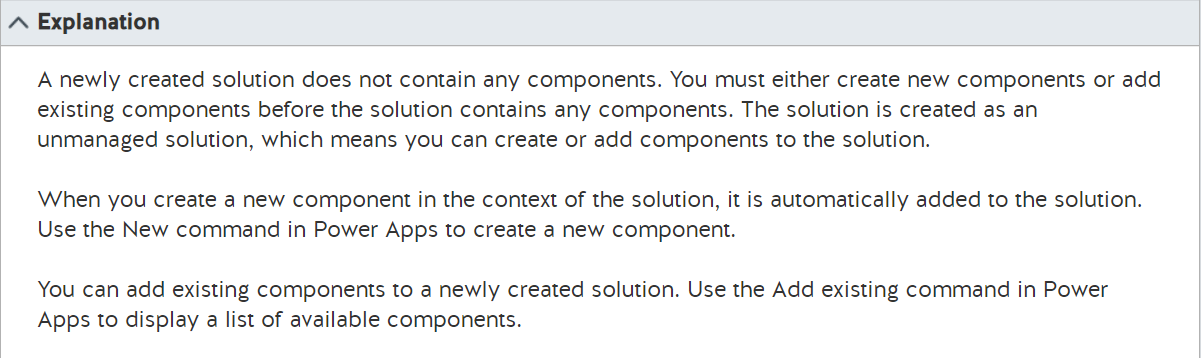 Explanation
A newly created solution does not contain any components. You must either create new components or add
existing components before the solution contains any components. The solution is created as an
unmanaged solution, which means you can create or add components to the solution.
When you create a new component in the context of the solution, it is automatically added to the solution.
Use the New command in Power Apps to create a new component.
You can add existing components to a newly created solution. Use the Add existing command in Power
Apps to display a list of available components.